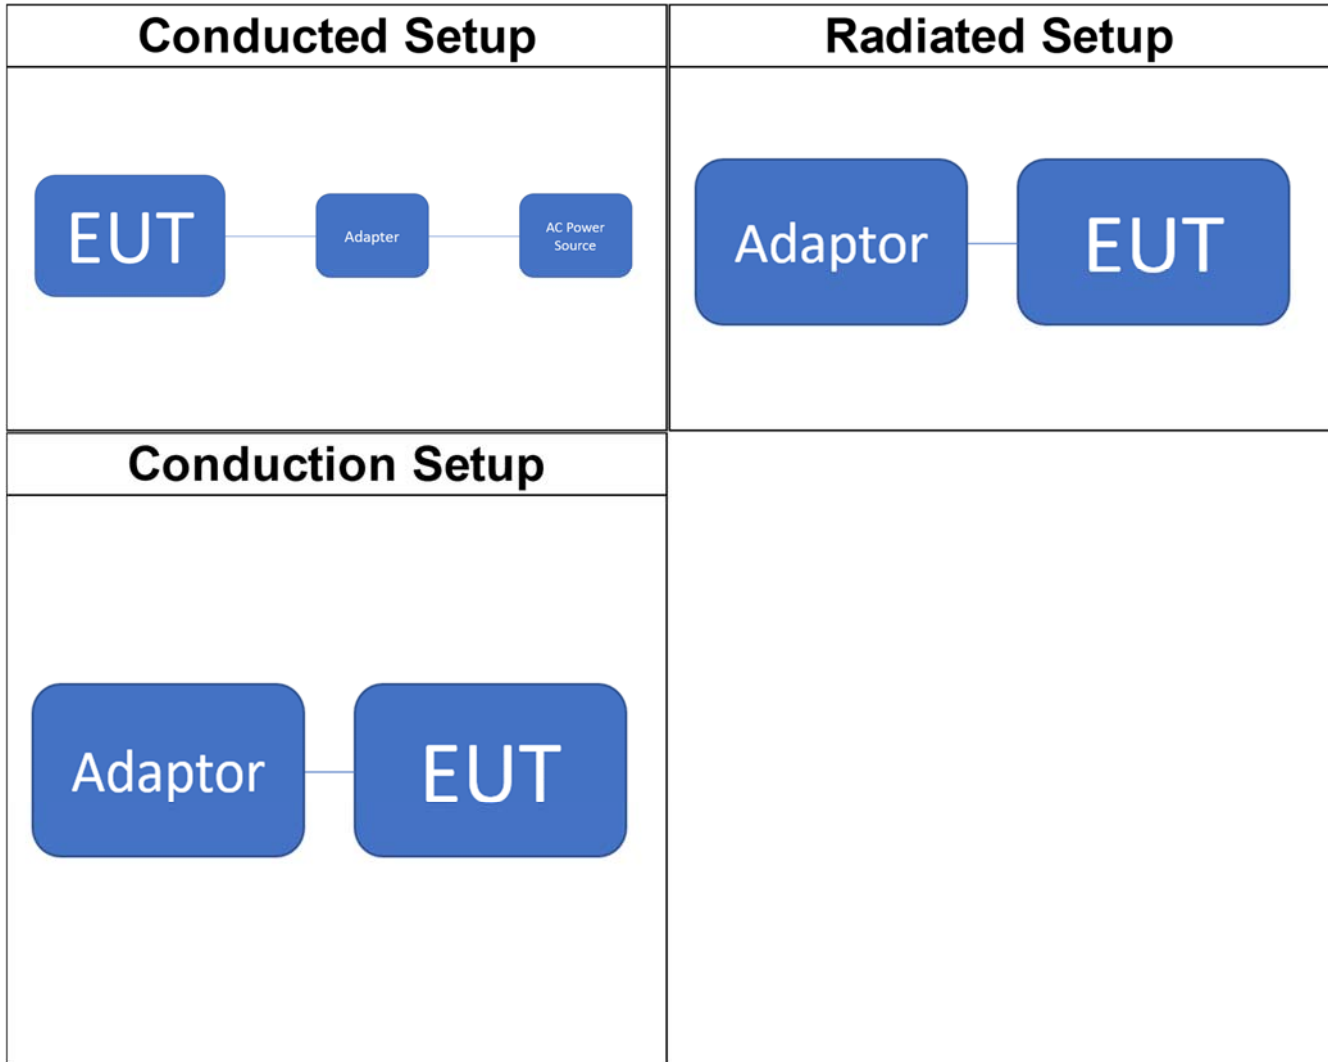 Conducted Setup
EUT
Adapter
AC Power
Source
Radiated Setup
Adaptor
EUT
Conduction Setup
Adaptor
EUT